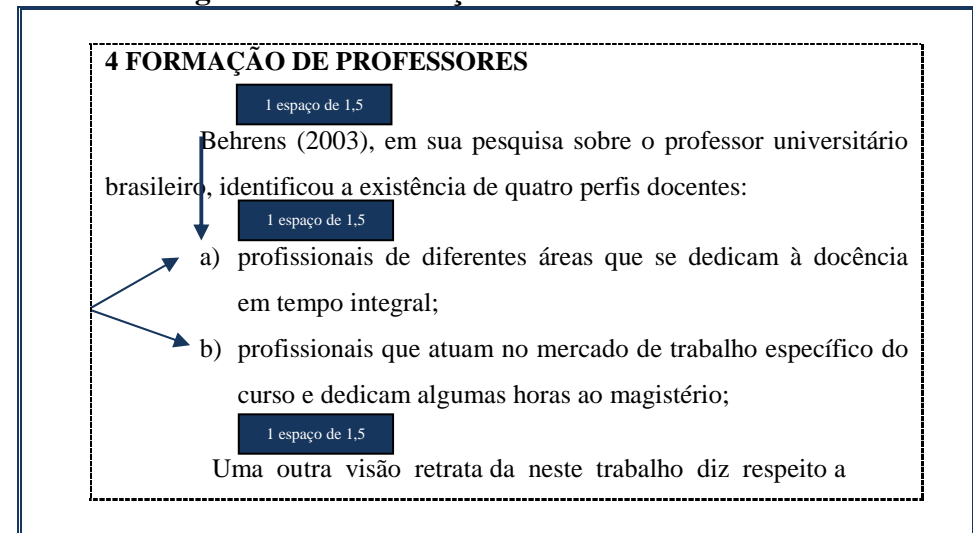 4 FORMAÇÃO DE PROFESSORES
1 espaço de 1,5
Behrens (2003), em sua pesquisa sobre o professor universitário
brasileiro, identificou a existência de quatro perfis docentes:
1 espaço de 1,5
a) profissionais de diferentes áreas que se dedicam à docência
em tempo integral;
b) profissionais que atuam no mercado de trabalho específico do
curso e dedicam algumas horas ao magistério;
1 espaço de 1,5
Uma outra visão retrata da neste trabalho diz respeito a